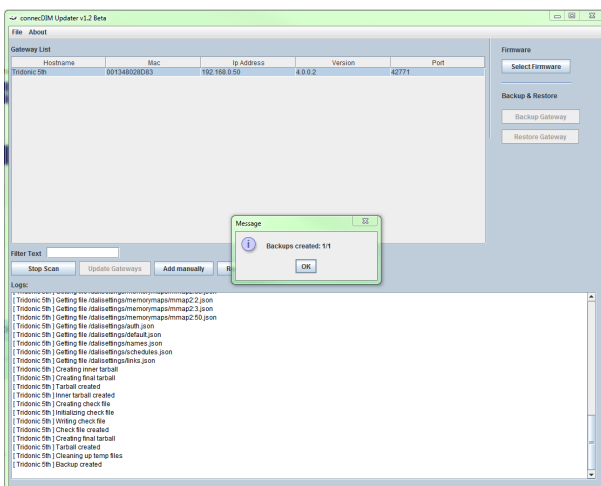 connecDIM Updater v1.2 Beta
File About
Gateway List
Hostname Mac Ip Address Version Port
Tridonic 5th 001348028D83 192.168.0.50 4.0.0.2 42771
Firmware
Select Firmware
Backup & Restore
Backup Gateway
Restore Gateway
Message
Backups created: 1/1
OK
Filter Text
Stop Scan Update Gateways Add manually
Logs:
[ Tridonic 5th ] Getting file /dalisettings/memorymaps/mmap2.2.json
[ Tridonic 5th ] Getting file /dalisettings/memorymaps/mmap2.3.json
[ Tridonic 5th ] Getting file /dalisettings/memorymaps/mmap2.50.json
[ Tridonic 5th ] Getting file /dalisettings/auth.json
[ Tridonic 5th ] Getting file /dalisettings/default.json
[ Tridonic 5th ] Getting file /dalisettings/names.json
[ Tridonic 5th ] Getting file /dalisettings/schedules.json
[ Tridonic 5th ] Getting file /dalisettings/links.json
[ Tridonic 5th ] Creating inner tarball
[ Tridonic 5th ] Creating final tarball
[ Tridonic 5th ] Tarball created
[ Tridonic 5th ] Inner tarball created
[ Tridonic 5th ] Creating check file
[ Tridonic 5th ] Initializing check file
[ Tridonic 5th ] Writing check file
[ Tridonic 5th ] Check file created
[ Tridonic 5th ] Creating final tarball
[ Tridonic 5th ] Tarball created
[ Tridonic 5th ] Cleaning up temp files
[ Tridonic 5th ] Backup created